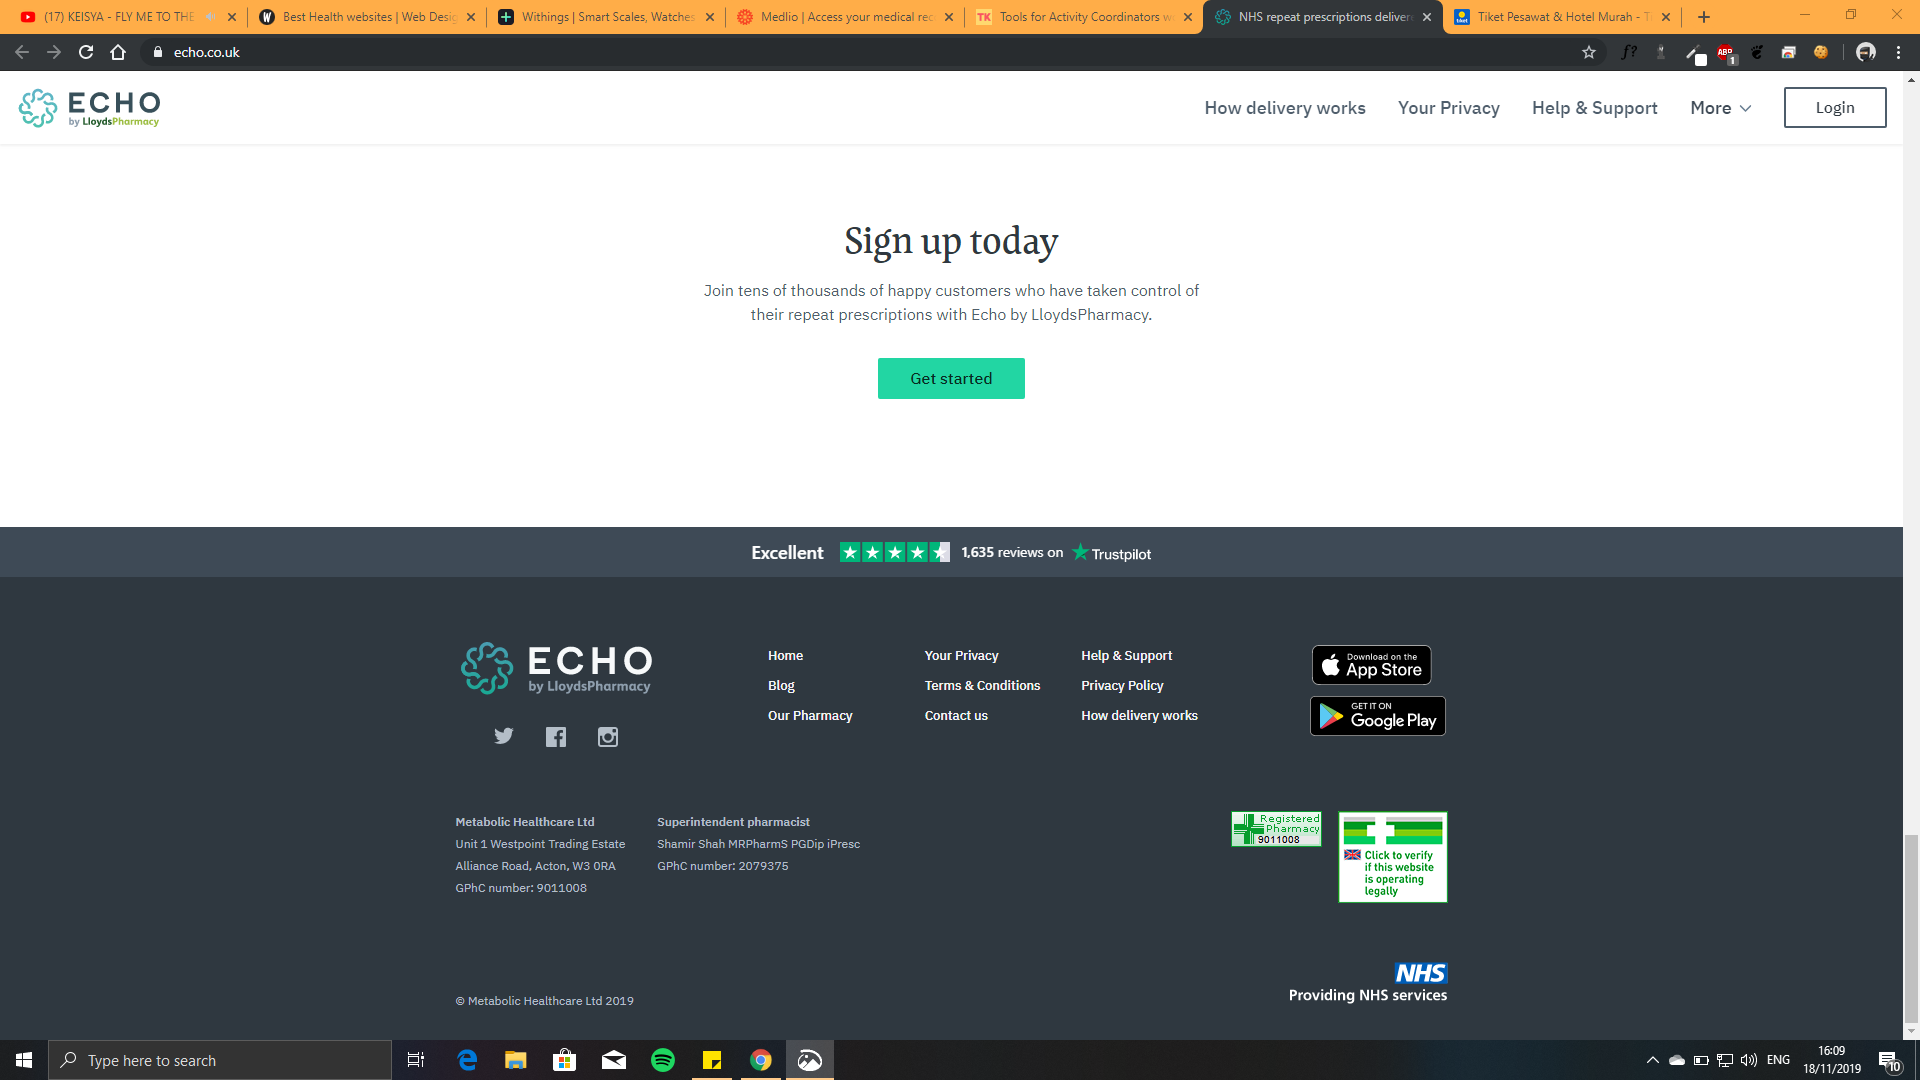 (17) KEISYA - FLY ME TO THE
Best Health websites | Web Desig
Withings | Smart Scales, Watches
Medlio | Access your medical rec
Tools for Activity Coordinators w
NHS repeat prescriptions deliver
Tiket Pesawat & Hotel Murah - T
echo.co.uk
f?
ABP
1
ECHO
by LloydsPharmacy
How delivery works
Your Privacy
Help & Support
More
Login
Sign up today
Join tens of thousands of happy customers who have taken control of
their repeat prescriptions with Echo by LloydsPharmacy.
Get started
Excellent
1,635 reviews on
Trustpilot
ECHO
by LloydsPharmacy
Home
Blog
Our Pharmacy
Your Privacy
Terms & Conditions
Contact us
Help & Support
Privacy Policy
How delivery works
Download on the
App Store
GET IT ON
Google Play
Metabolic Healthcare Ltd
Unit 1 Westpoint Trading Estate
Alliance Road, Acton, W3 0RA
GPhC number: 9011008
Superintendent pharmacist
Shamir Shah MRPharmS PGDip iPresc
GPhC number: 2079375
Registered
Pharmacy
9011008
Click to verify
if this website
is operating
legally
NHS
Providing NHS services
© Metabolic Healthcare Ltd 2019
Type here to search
ENG
16:09
18/11/2019
10